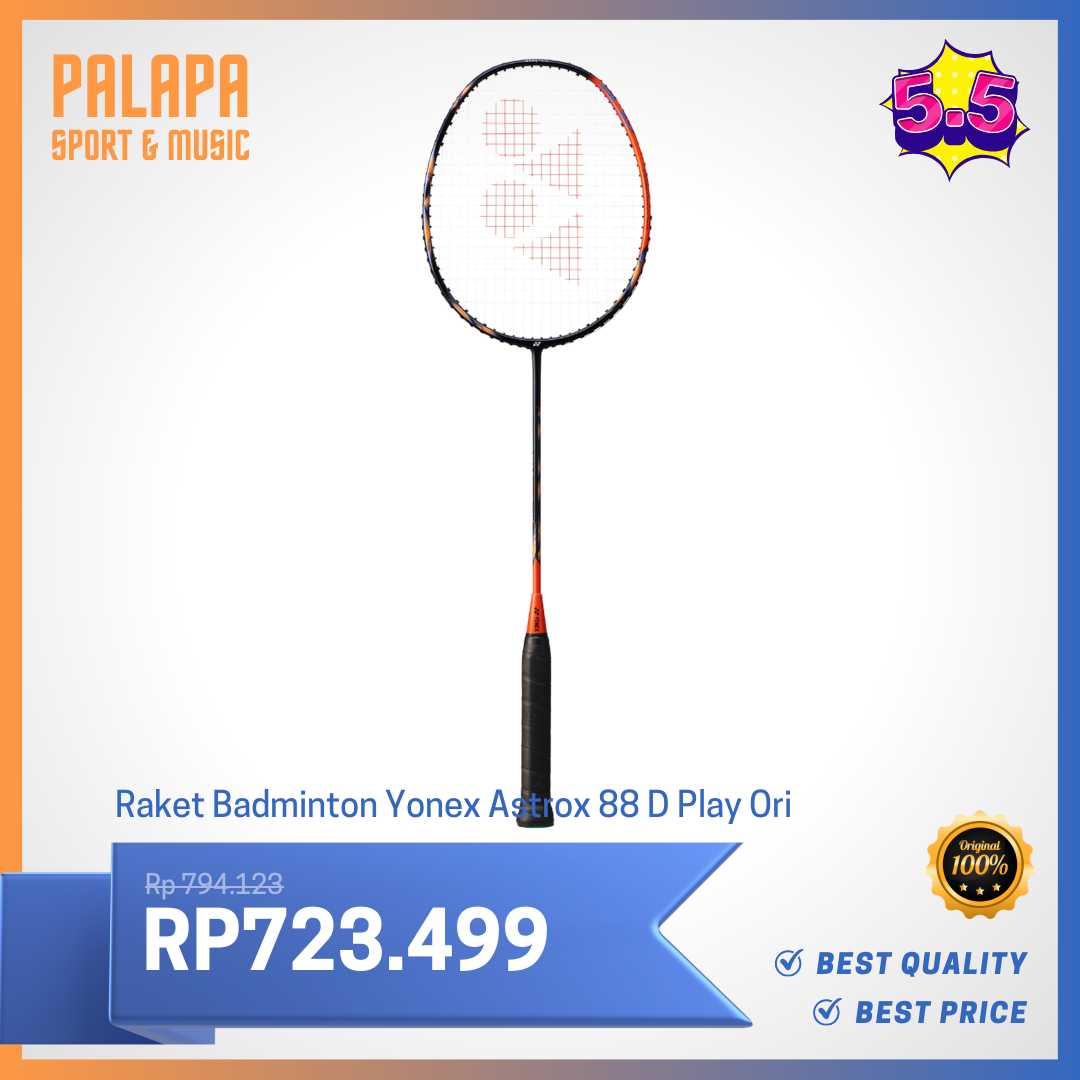 PALAPA
SPORT & MUSIC
5.5
YONEX
Raket Badminton Yonex Astrox 88 D Play Ori
Original
100%
Rp 794.123
RP723.499
BEST QUALITY
BEST PRICE